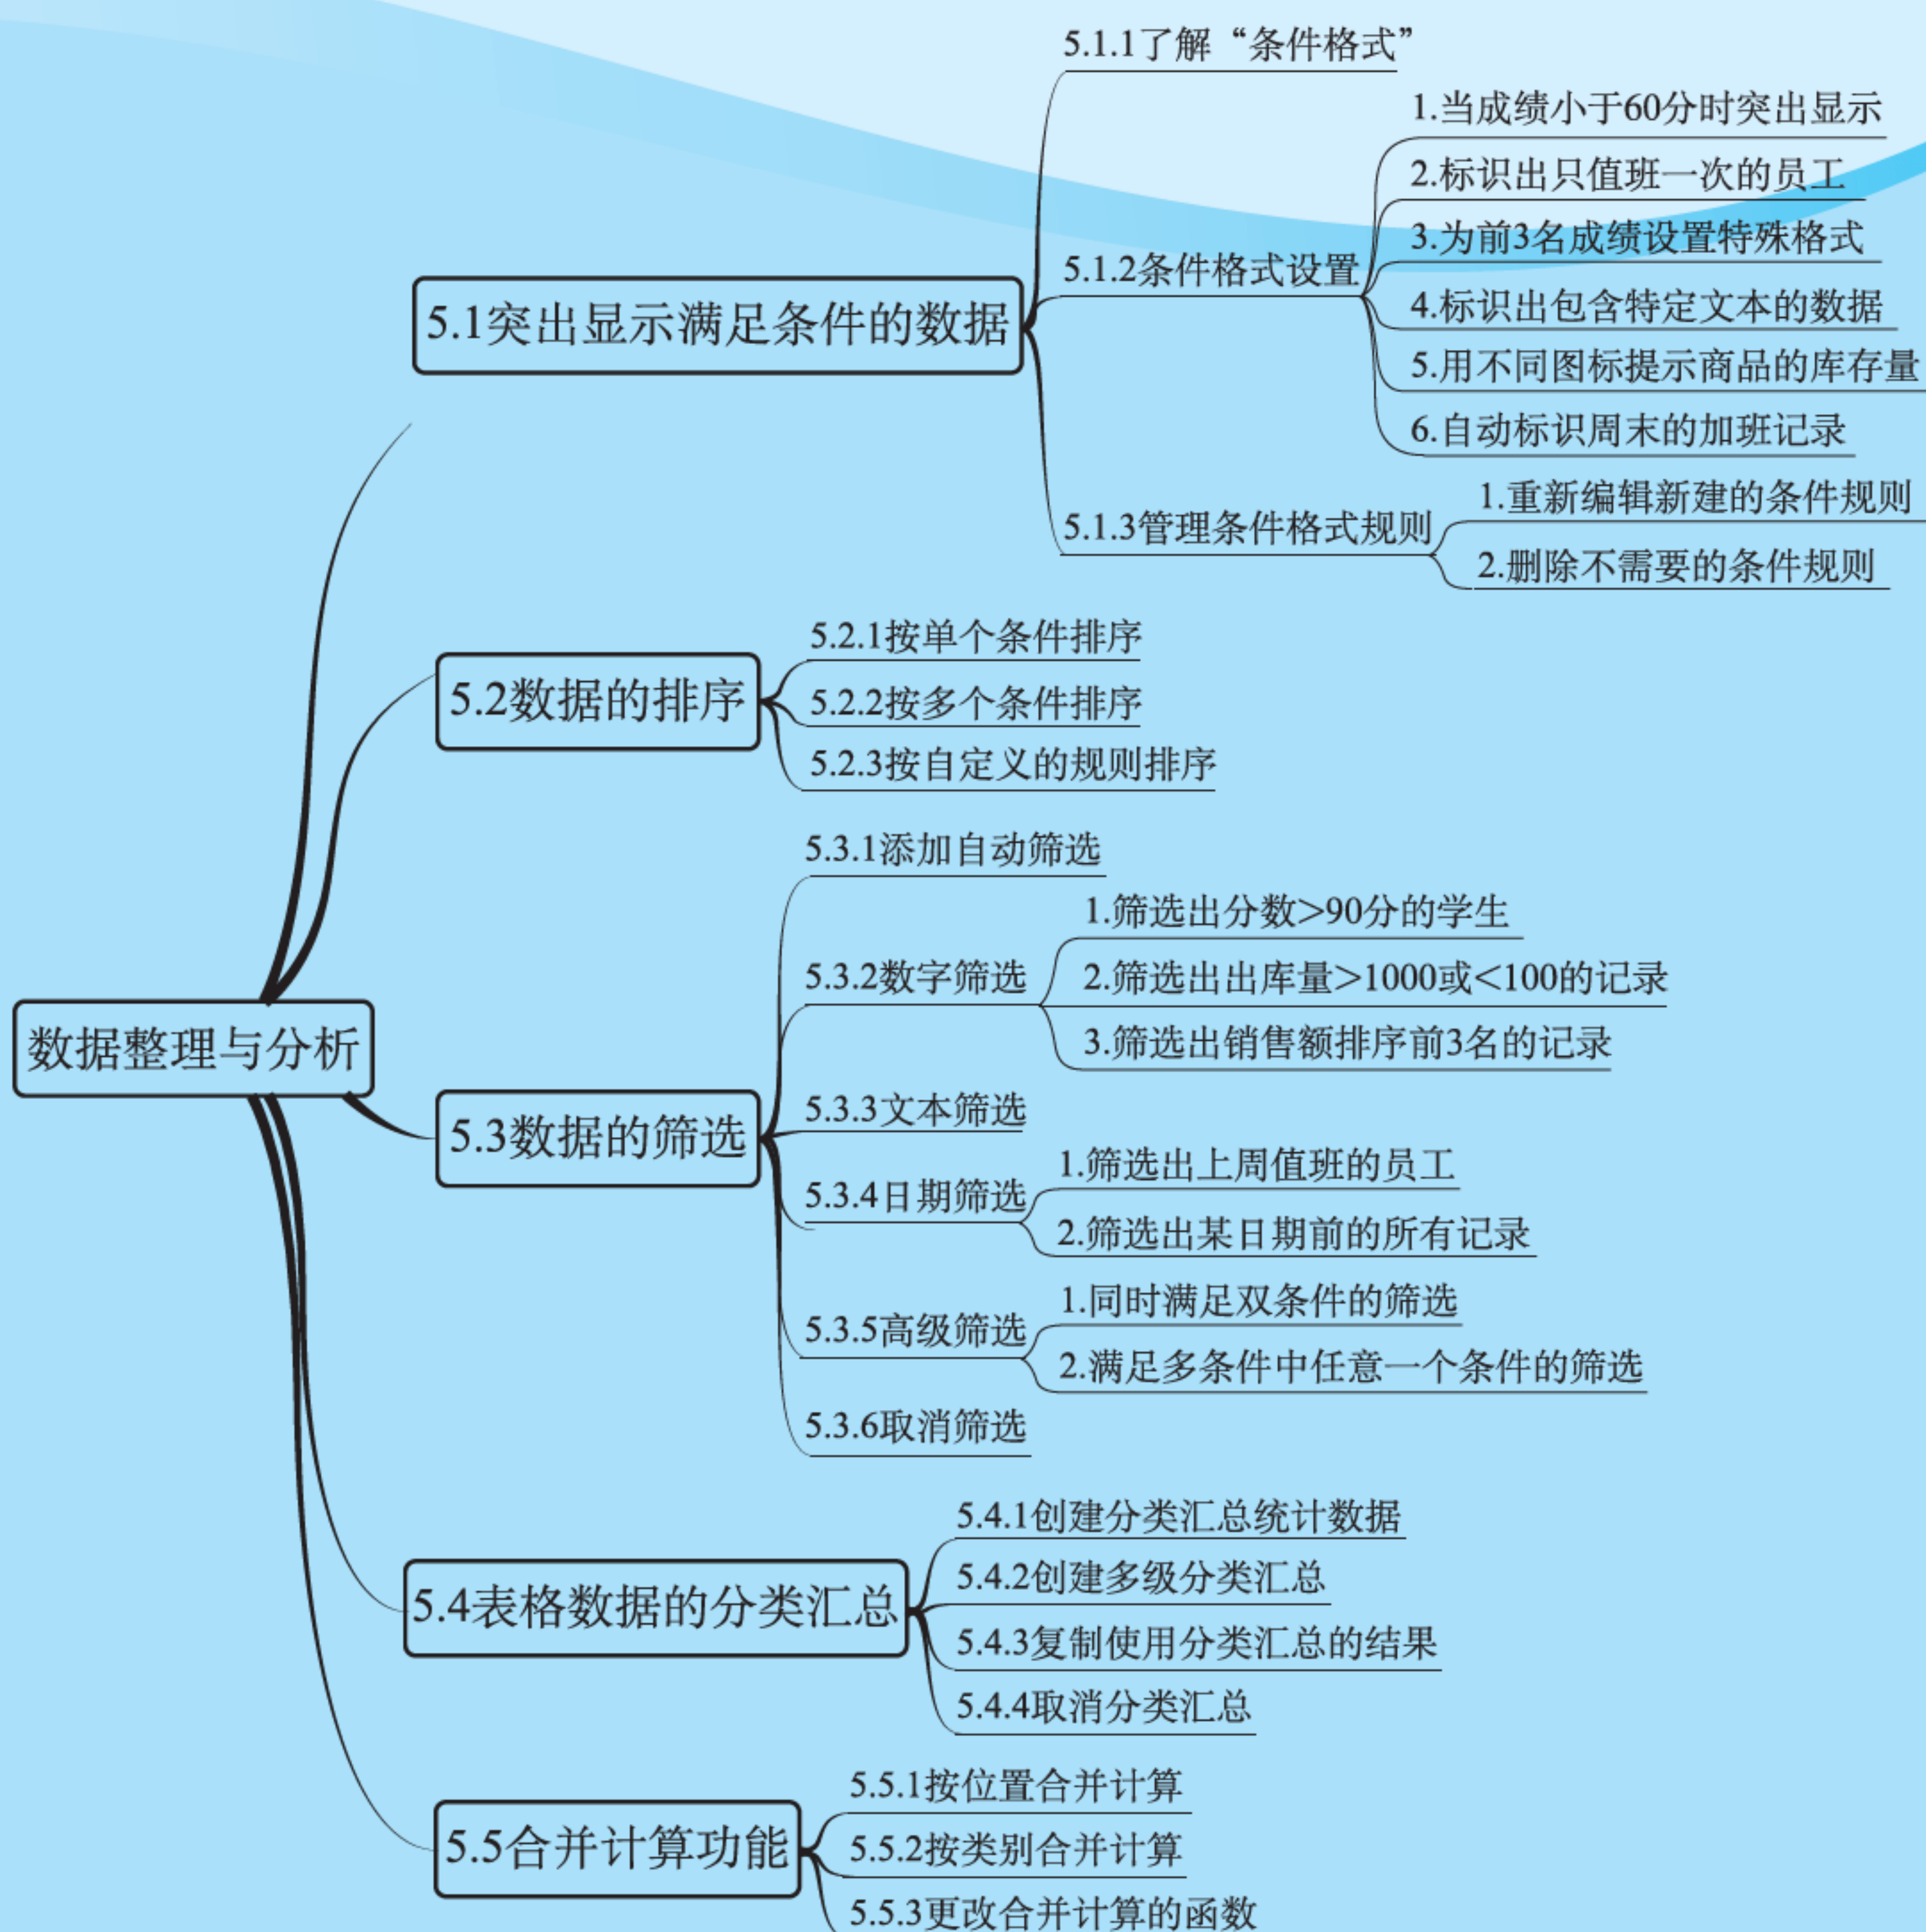 数据整理与分析
5.1突出显示满足条件的数据
5.1.1了解“条件格式”
5.1.2条件格式设置
1.当成绩小于60分时突出显示
2.标识出只值班一次的员工
3.为前3名成绩设置特殊格式
4.标识出包含特定文本的数据
5.用不同图标提示商品的库存量
6.自动标识周末的加班记录
5.1.3管理条件格式规则
1.重新编辑新建的条件规则
2.删除不需要的条件规则
5.2数据的排序
5.2.1按单个条件排序
5.2.2按多个条件排序
5.2.3按自定义的规则排序
5.3数据的筛选
5.3.1添加自动筛选
5.3.2数字筛选
1.筛选出分数>90分的学生
2.筛选出出库量>1000或<100的记录
3.筛选出销售额排序前3名的记录
5.3.3文本筛选
5.3.4日期筛选
1.筛选出上周值班的员工
2.筛选出某日期前的所有记录
5.3.5高级筛选
1.同时满足双条件的筛选
2.满足多条件中任意一个条件的筛选
5.3.6取消筛选
5.4表格数据的分类汇总
5.4.1创建分类汇总统计数据
5.4.2创建多级分类汇总
5.4.3复制使用分类汇总的结果
5.4.4取消分类汇总
5.5合并计算功能
5.5.1按位置合并计算
5.5.2按类别合并计算
5.5.3更改合并计算的函数